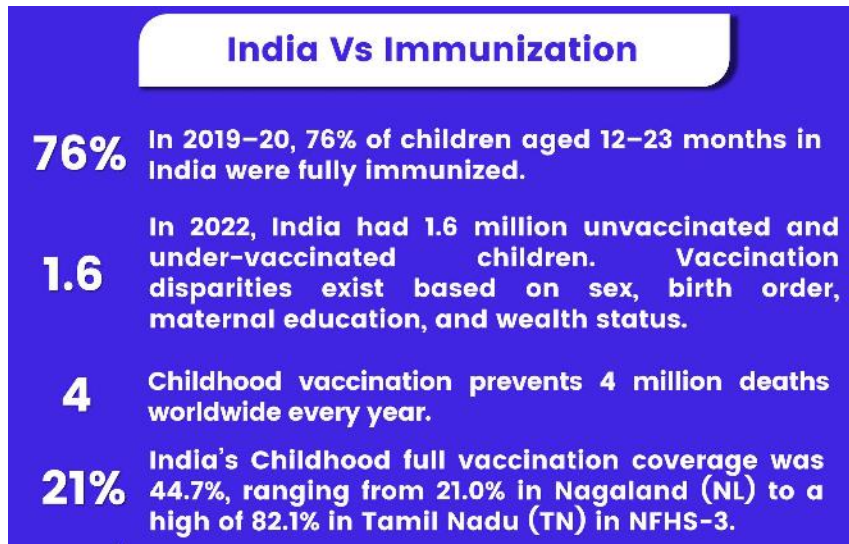 India Vs Immunization
76%
In 2019–20, 76% of children aged 12–23 months in
India were fully immunized.
1.6
In 2022, India had 1.6 million unvaccinated and
under-vaccinated children. Vaccination
disparities exist based on sex, birth order,
maternal education, and wealth status.
4
Childhood vaccination prevents 4 million deaths
worldwide every year.
21%
India's Childhood full vaccination coverage was
44.7%, ranging from 21.0% in Nagaland (NL) to a
high of 82.1% in Tamil Nadu (TN) in NFHS-3.